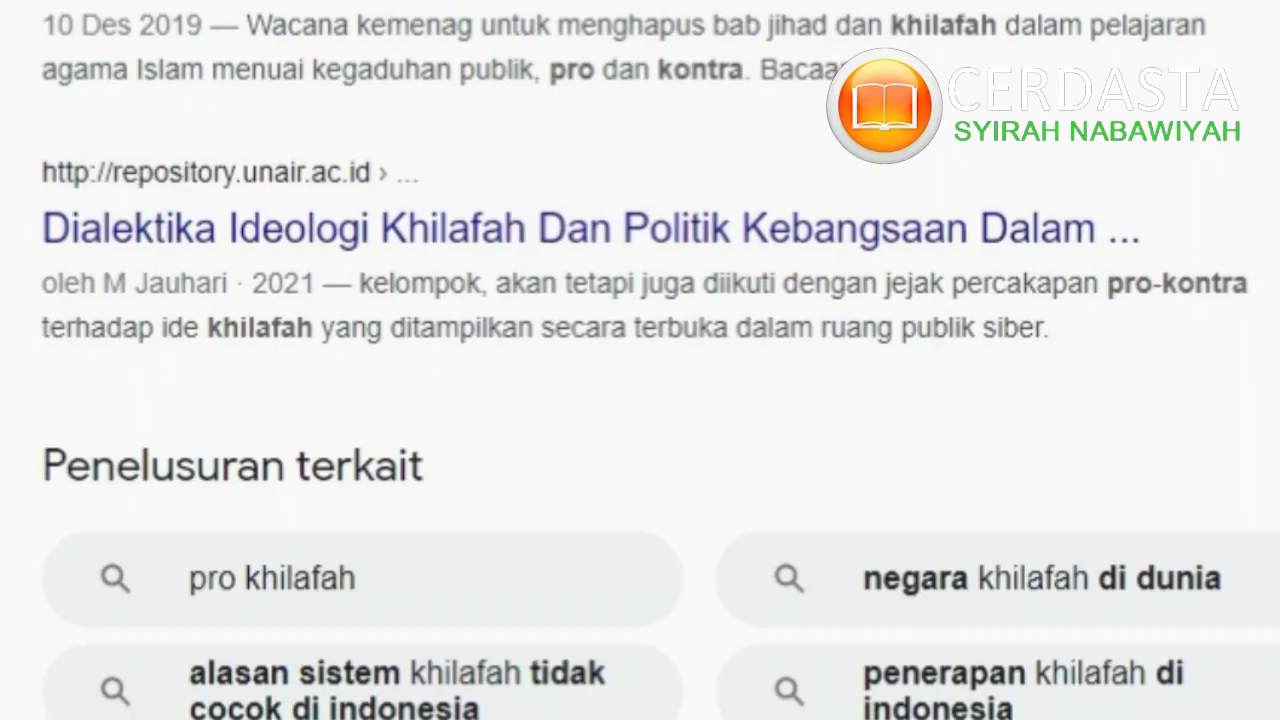 10 Des 2019 — Wacana kemenag untuk menghapus bab jihad dan khilafah dalam pelajaran
agama Islam menuai kegaduhan publik, pro dan kontra.
CERDASTA
SYIRAH NABAWIYAH
http://repository.unair.ac.id › ...
Dialektika Ideologi Khilafah Dan Politik Kebangsaan Dalam ...
oleh M Jauhari · 2021 — kelompok, akan tetapi juga diikuti dengan jejak percakapan pro-kontra
terhadap ide khilafah yang ditampilkan secara terbuka dalam ruang publik siber.
Penelusuran terkait
pro khilafah
negara khilafah di dunia
alasan sistem khilafah tidak
cocok di indonesia
penerapan khilafah di
indonesia